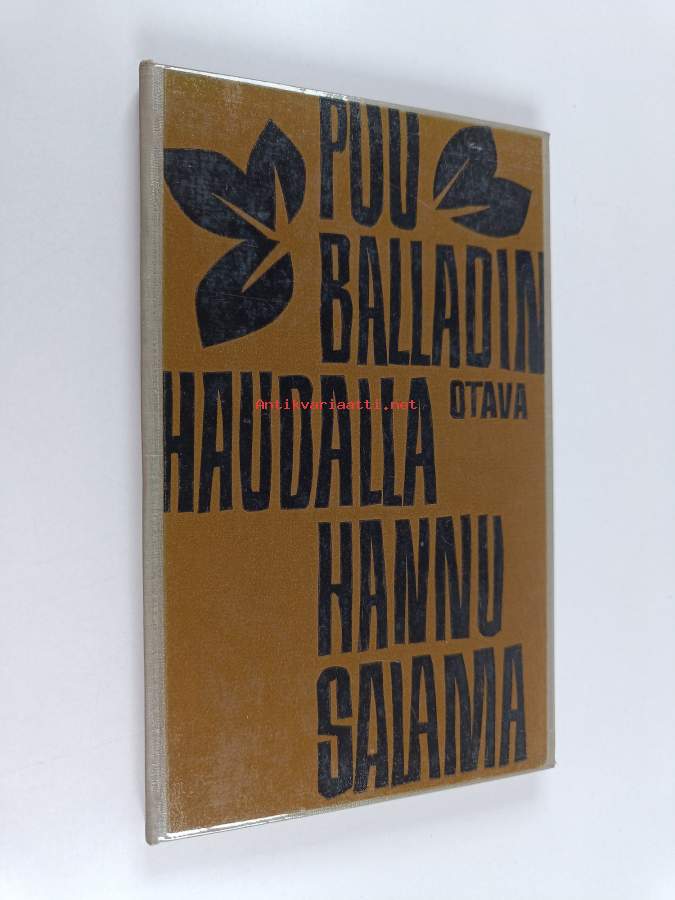 PUU
BALLADIN
HAUDALLA
OTAVA
Antikvariaatti.net
HANNU
SALAMA